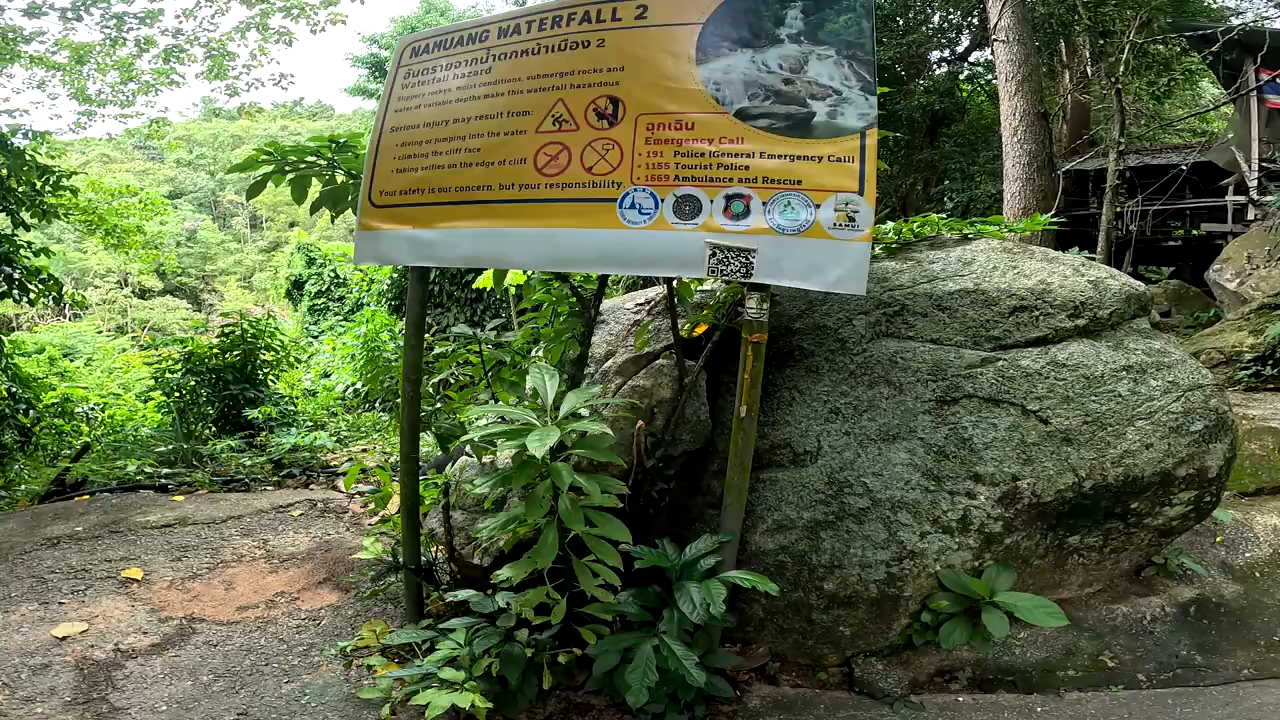 NAMUANG WATERFALL 2
อันตรายจากน้ำตกหน้าเมือง 2
Waterfall hazard
Slippery rockys, moist conditions, submerged rocks and
water of variable depths make this waterfall hazardous
Serious injury may result from:
• diving or jumping into the water
• climbing the cliff face
• taking selfies on the edge of cliff
Your safety is our concern, but your responsibility.
ฉุกเฉิน
Emergency Call
• 191 Police (General Emergency Call)
• 1155 Tourist Police
• 1669 Ambulance and Rescue
SAMUI